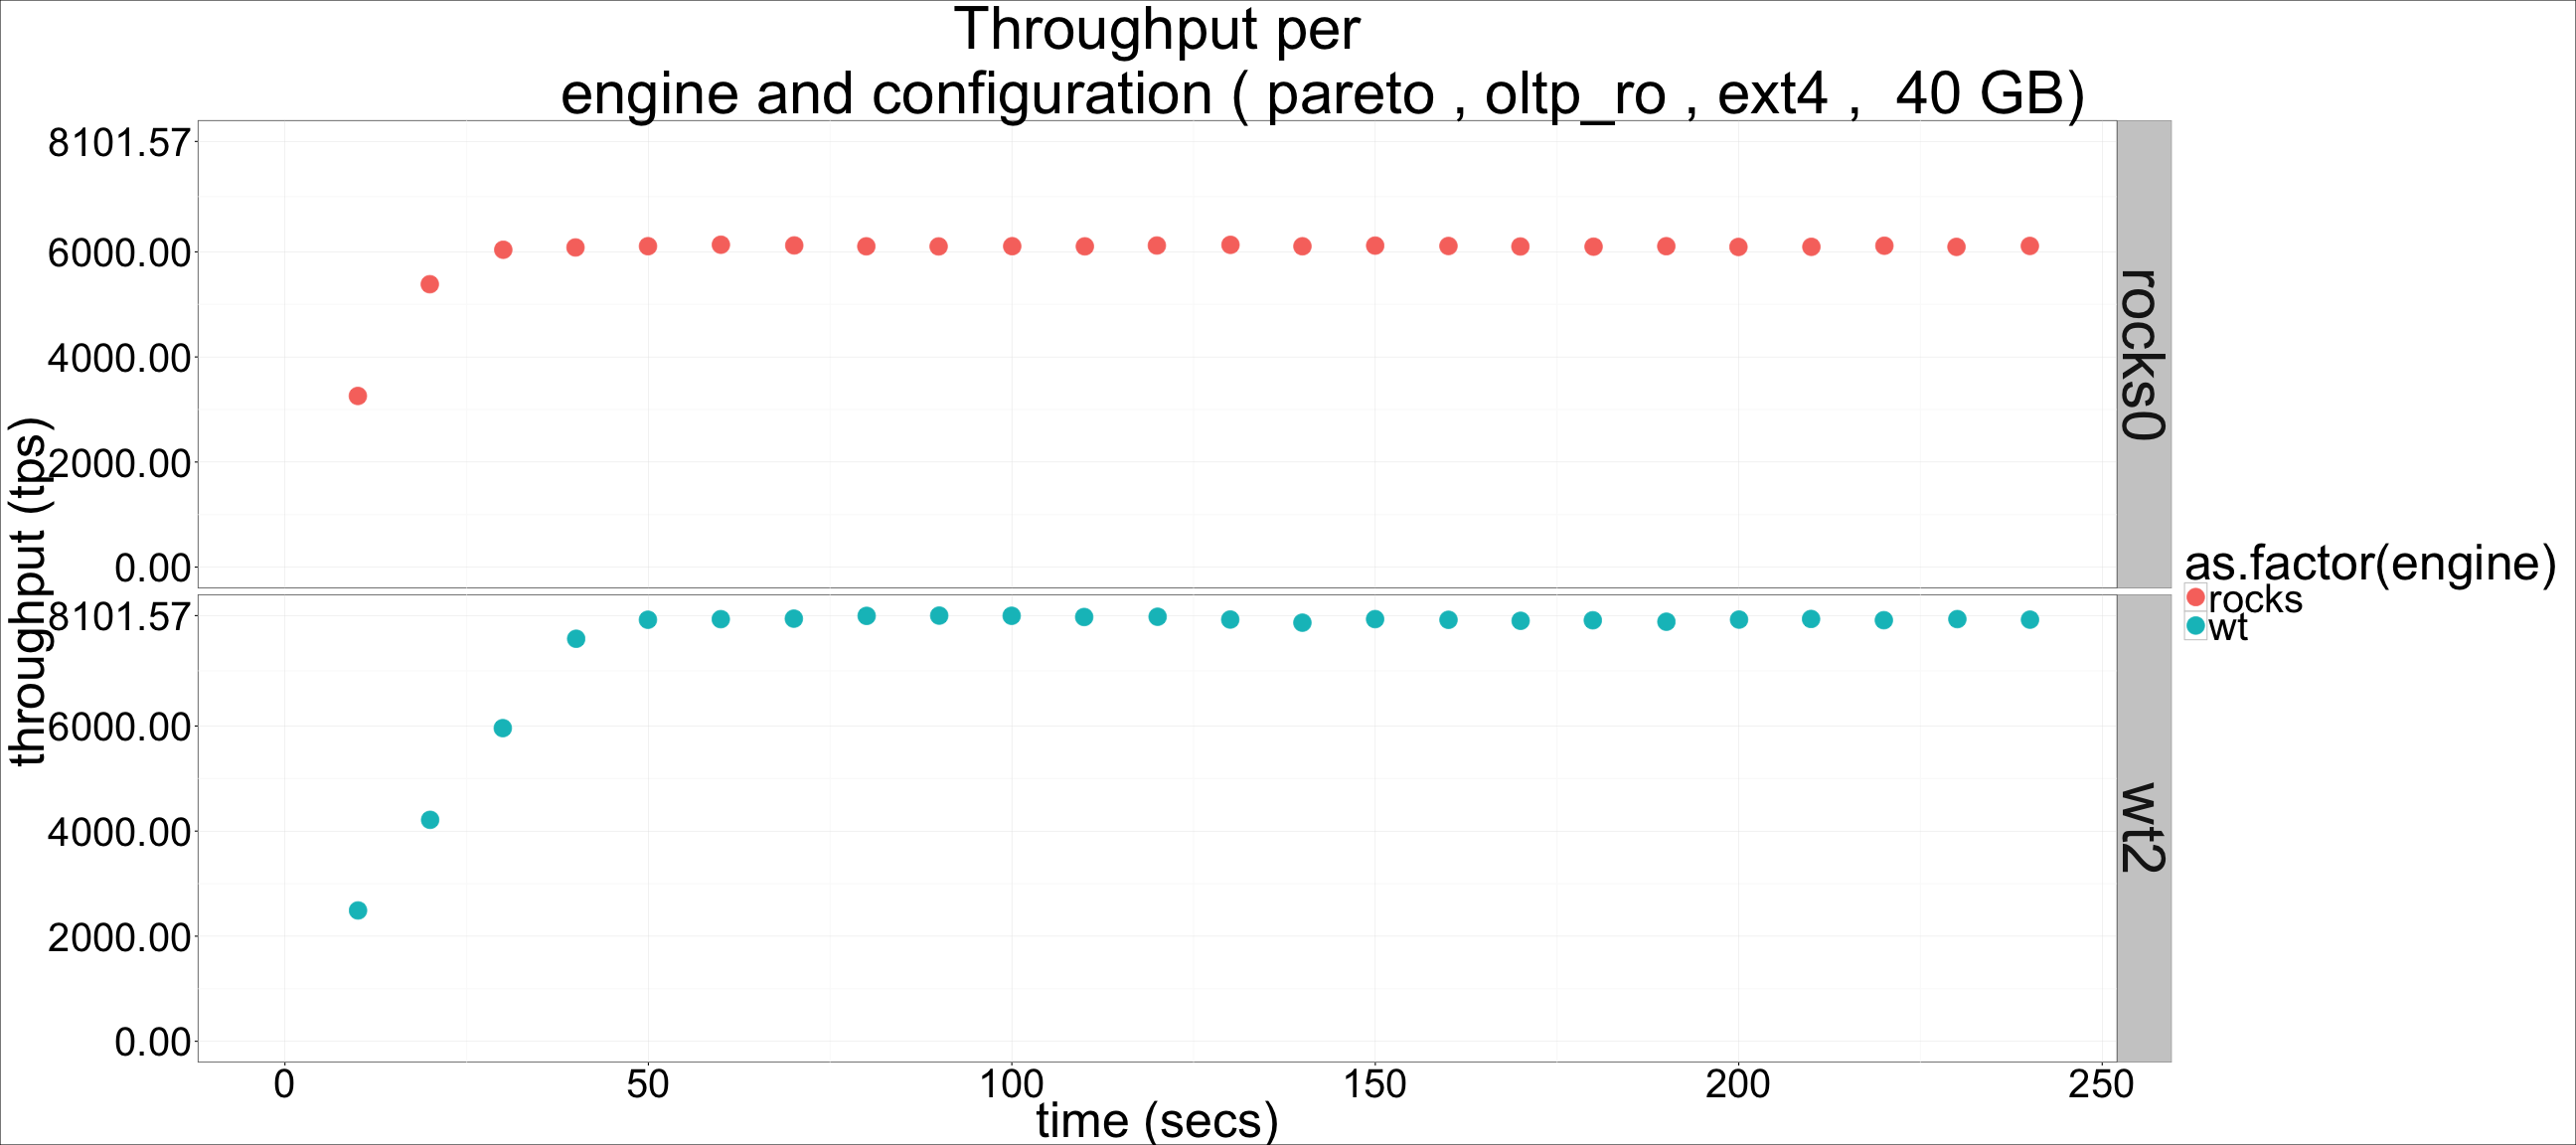 Throughput per
engine and configuration ( pareto , oltp_ro , ext4 ,  40 GB)
throughput (tps)
8101.57
6000.00
4000.00
2000.00
0.00
rocks0
8101.57
6000.00
4000.00
2000.00
0.00
wt2
0 50 100 150 200 250
time (secs)
as.factor(engine)
rocks
wt